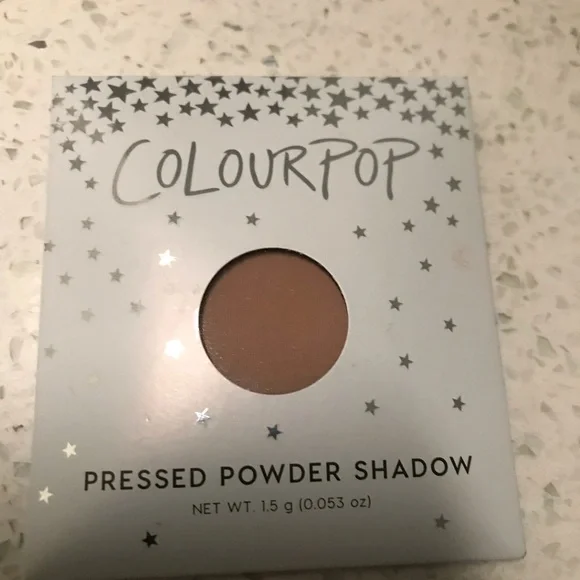 COLOURPOP
PRESSED POWDER SHADOW
NET WT. 1.5 g (0.053 oz)